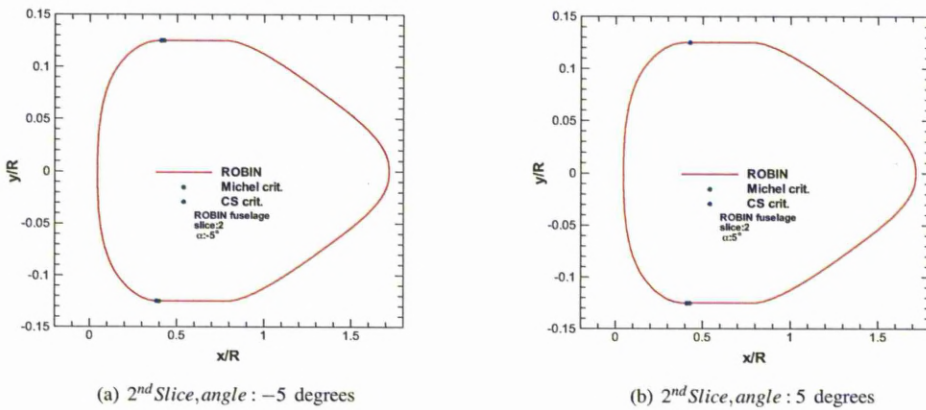 0.15
0.1
0.05
0
-0.05
-0.1
-0.15
y/R
0
0.5
1
1.5
x/R
ROBIN
Michel crit.
CS crit.
ROBIN fuselage
slice:2
α:-5°
(a) 2nd Slice,angle : −5 degrees
0.15
0.1
0.05
0
-0.05
-0.1
-0.15
y/R
0
0.5
1
1.5
x/R
ROBIN
Michel crit.
CS crit.
ROBIN fuselage
slice:2
α:5°
(b) 2nd Slice,angle : 5 degrees